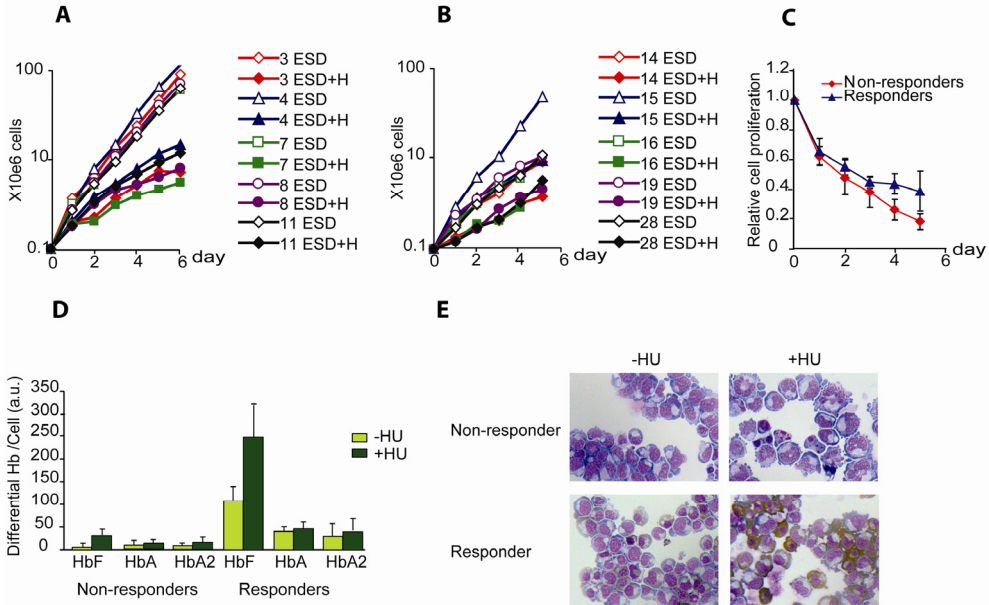 A
X10e6 cells
100
10
0.1
0 2 4 6 day
3 ESD
3 ESD+H
4 ESD
4 ESD+H
7 ESD
7 ESD+H
8 ESD
8 ESD+H
11 ESD
11 ESD+H
B
X10e6 cells
100
10
0.1
0 2 4 6 day
14 ESD
14 ESD+H
15 ESD
15 ESD+H
16 ESD
16 ESD+H
19 ESD
19 ESD+H
28 ESD
28 ESD+H
C
Relative cell proliferation
1.2
1.0
0.8
0.6
0.4
0.2
0
0 2 4 6 day
Non-responders
Responders
D
Differential Hb /Cell (a.u.)
350
300
250
200
150
100
50
0
HbF HbA HbA2 HbF HbA HbA2
Non-responders Responders
-HU
+HU
E
-HU +HU
Non-responder
Responder